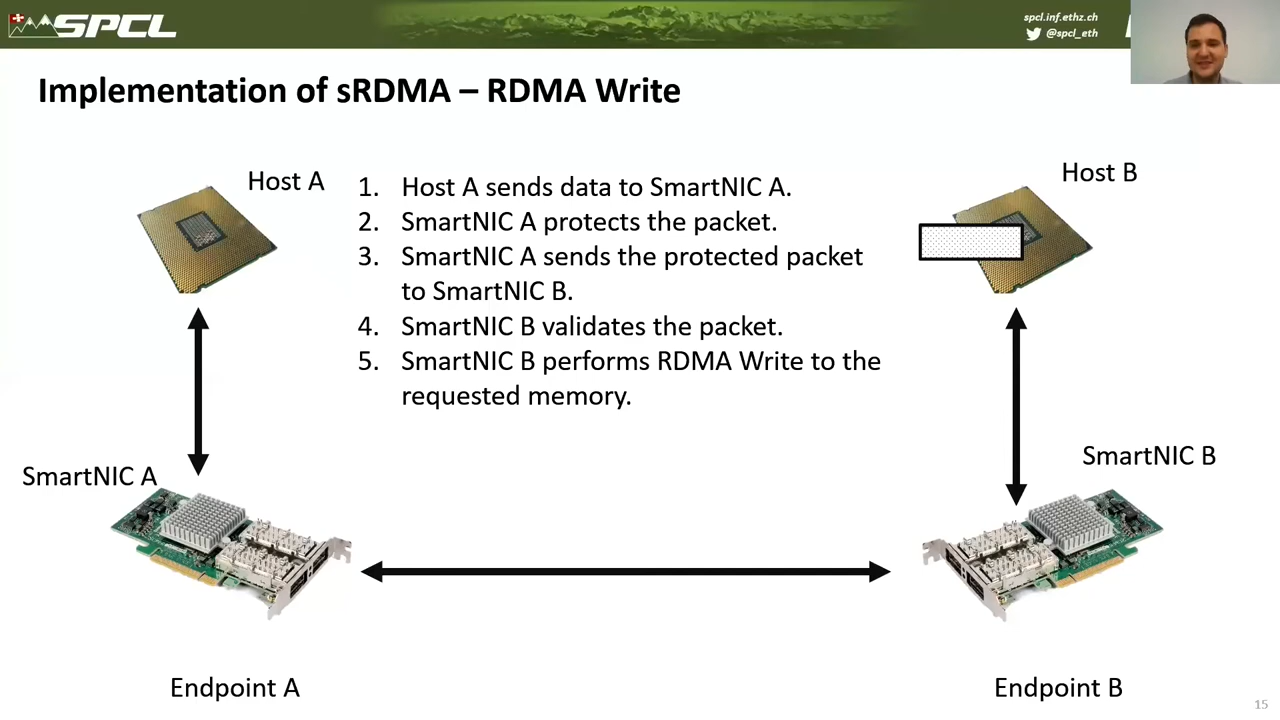 SPCL
spcl.inf.ethz.ch
@spcl_eth
Implementation of sRDMA – RDMA Write
Host A
Host B
1. Host A sends data to SmartNIC A.
2. SmartNIC A protects the packet.
3. SmartNIC A sends the protected packet
to SmartNIC B.
4. SmartNIC B validates the packet.
5. SmartNIC B performs RDMA Write to the
requested memory.
SmartNIC A
SmartNIC B
Endpoint A
Endpoint B
15